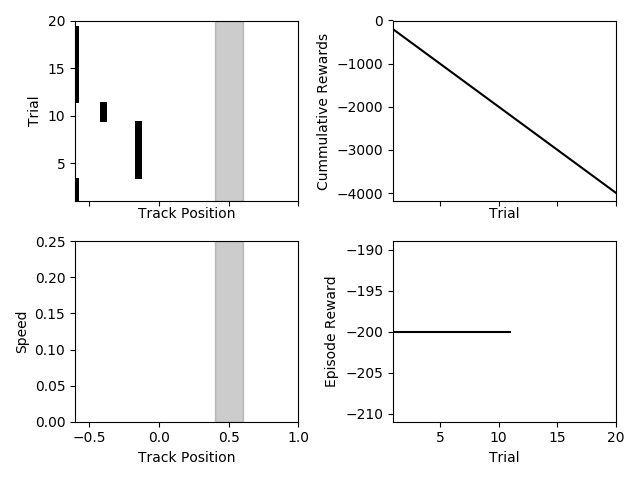 20
15
10
5
Trial
Track Position
0
−1000
−2000
−3000
−4000
Cummulative Rewards
Trial
0.25
0.20
0.15
0.10
0.05
0.00
Speed
−0.5 0.0 0.5 1.0
Track Position
−190
−195
−200
−205
−210
Episode Reward
5 10 15 20
Trial